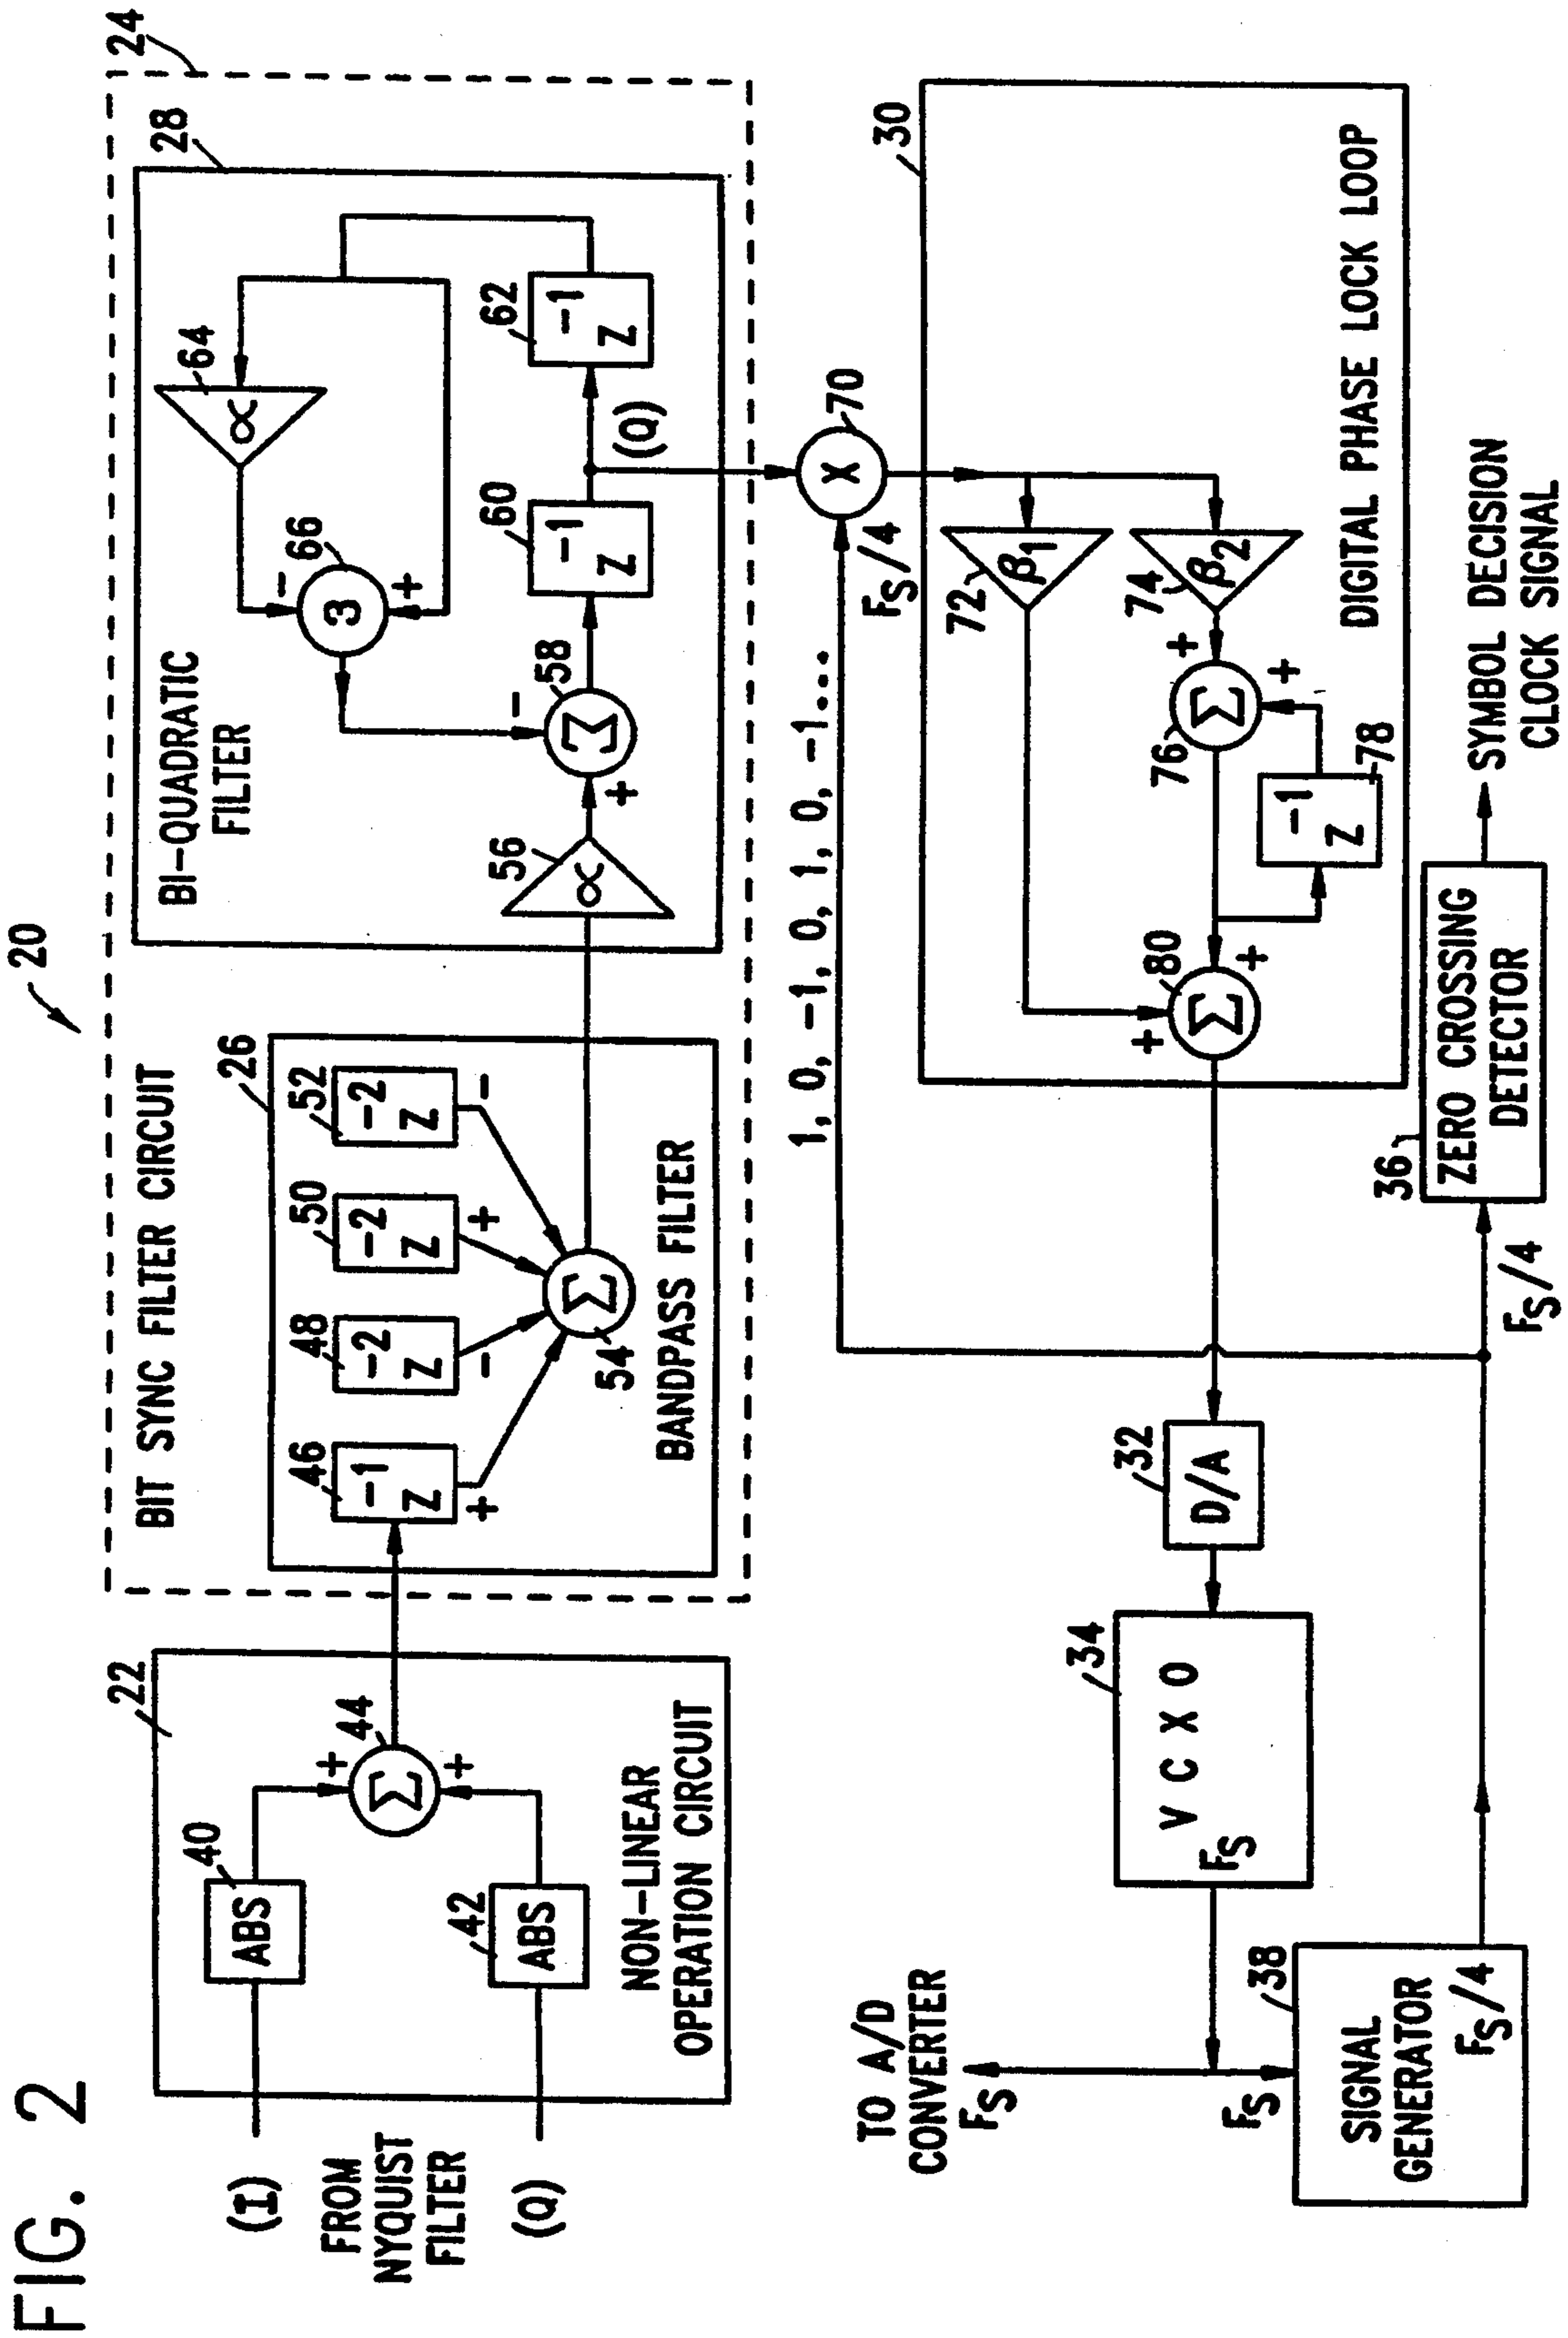 FIG. 2
20
24
BIT SYNC FILTER CIRCUIT
22
(I)
FROM
NYQUIST
FILTER
(Q)
40
ABS
42
ABS
+
44
Σ
+
NON-LINEAR
OPERATION CIRCUIT
26
46
Z -1
+
48
Z -2
-
50
Z -2
+
52
Z -2
-
54
Σ
BANDPASS FILTER
28
BI-QUADRATIC
FILTER
56
∝
+
58
Σ
-
60
Z -1
(Q)
62
Z -1
64
∝
66
-
3
+
1, 0, -1, 0, 1, 0, -1...
FS/4
70
X
30
72
β1
74
β2
+
76
Σ
+
78
Z -1
80
+
Σ
+
DIGITAL PHASE LOCK LOOP
32
D/A
34
V C X O
FS
TO A/D
CONVERTER
FS
FS
38
SIGNAL
GENERATOR
FS/4
FS/4
36
ZERO CROSSING
DETECTOR
SYMBOL DECISION
CLOCK SIGNAL